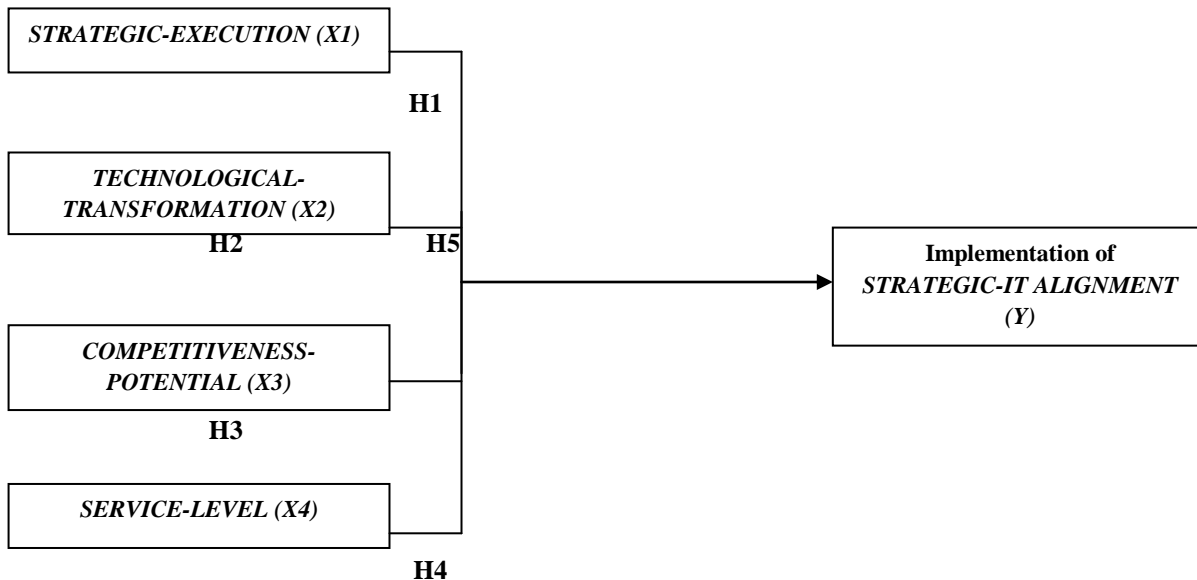 STRATEGIC-EXECUTION (X1)
H1
TECHNOLOGICAL-
TRANSFORMATION (X2)
H2
H5
Implementation of
STRATEGIC-IT ALIGNMENT
(Y)
COMPETITIVENESS-
POTENTIAL (X3)
H3
SERVICE-LEVEL (X4)
H4